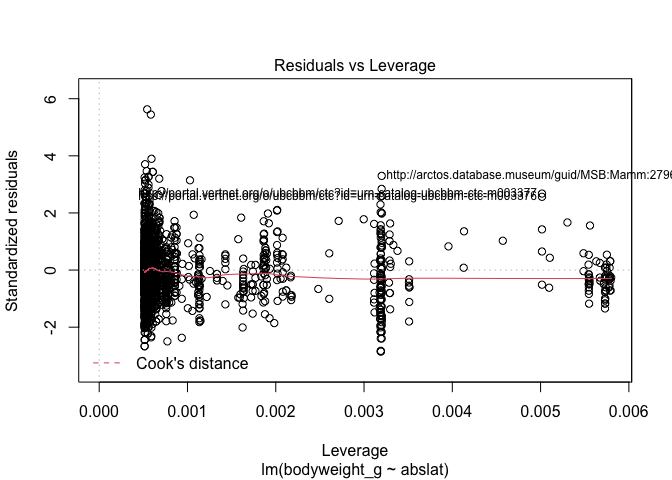 Residuals vs Leverage
Standardized residuals
6
4
2
0
-2
http://arctos.database.museum/guid/MSB:Mamm:2796
Cook's distance
0.000 0.001 0.002 0.003 0.004 0.005 0.006
Leverage
lm(bodyweight_g ~ abslat)